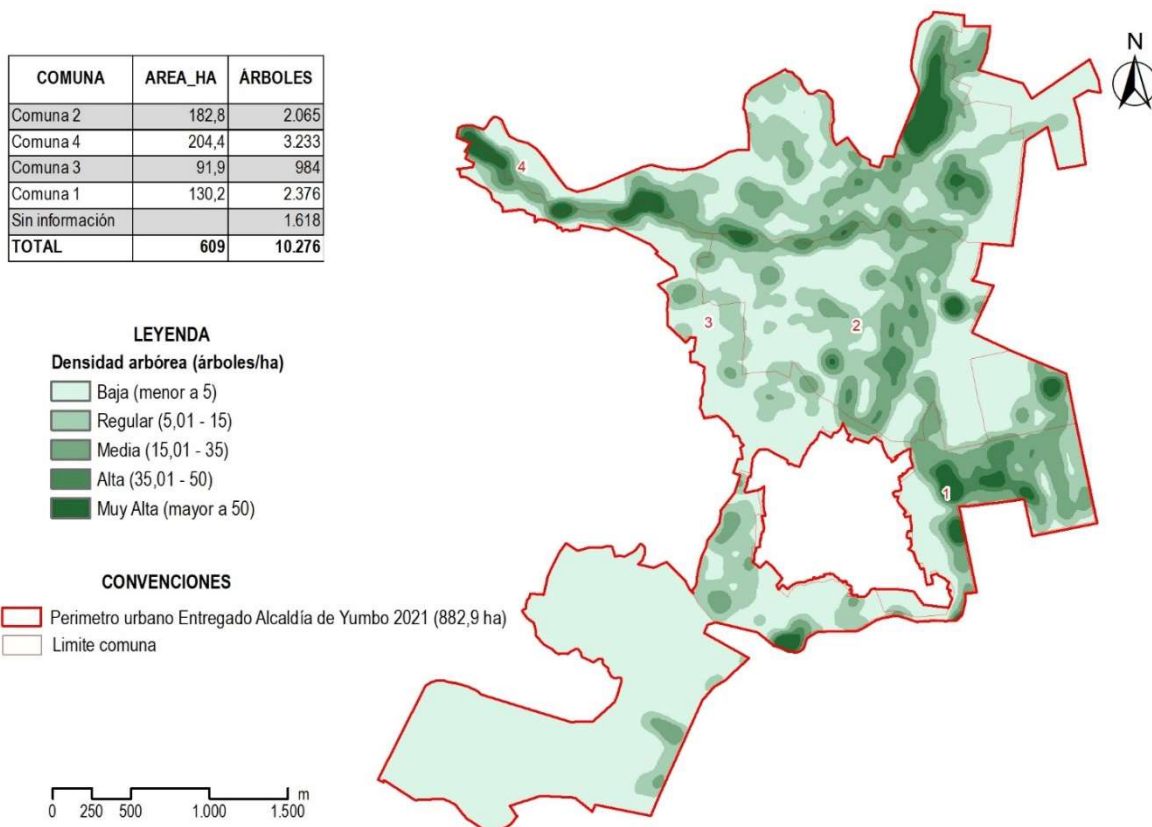 COMUNA AREA_HA ÁRBOLES
Comuna 2 182,8 2.065
Comuna 4 204,4 3.233
Comuna 3 91,9 984
Comuna 1 130,2 2.376
Sin información 1.618
TOTAL 609 10.276
LEYENDA
Densidad arbórea (árboles/ha)
Baja (menor a 5)
Regular (5,01 - 15)
Media (15,01 - 35)
Alta (35,01 - 50)
Muy Alta (mayor a 50)
CONVENCIONES
Perimetro urbano Entregado Alcaldía de Yumbo 2021 (882,9 ha)
Limite comuna
m
0 250 500 1.000 1.500
N
4
3
2
1